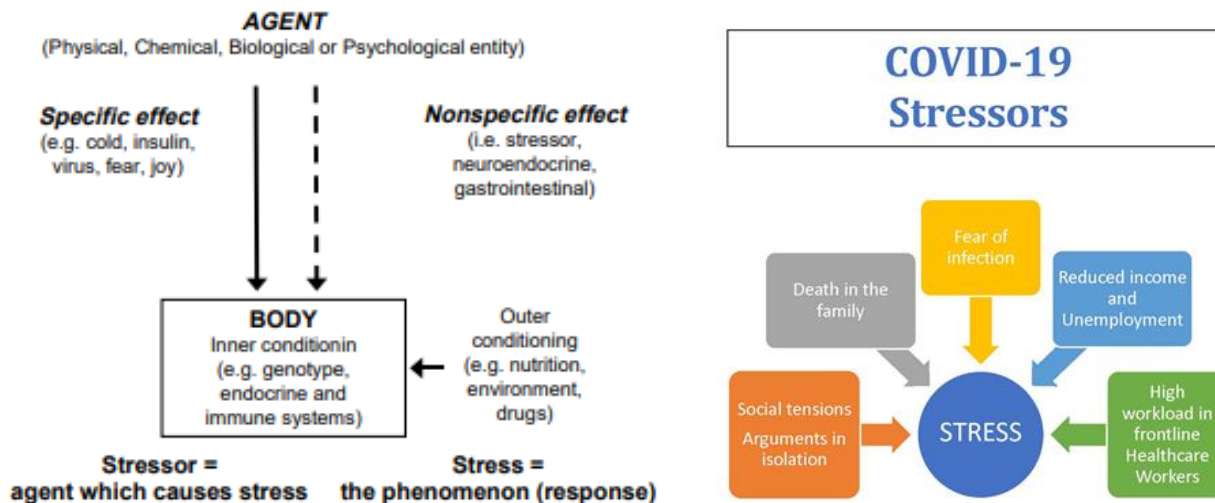 AGENT
(Physical, Chemical, Biological or Psychological entity)
Specific effect
(e.g. cold, insulin,
virus, fear, joy)
Nonspecific effect
(i.e. stressor,
neuroendocrine,
gastrointestinal)
BODY
Inner conditionin
(e.g. genotype,
endocrine and
immune systems)
Outer
conditioning
(e.g. nutrition,
environment,
drugs)
Stressor =
agent which causes stress
Stress =
the phenomenon (response)
COVID-19
Stressors
Fear of
infection
Death in the
family
Reduced income
and
Unemployment
Social tensions
Arguments in
isolation
STRESS
High
workload in
frontline
Healthcare
Workers